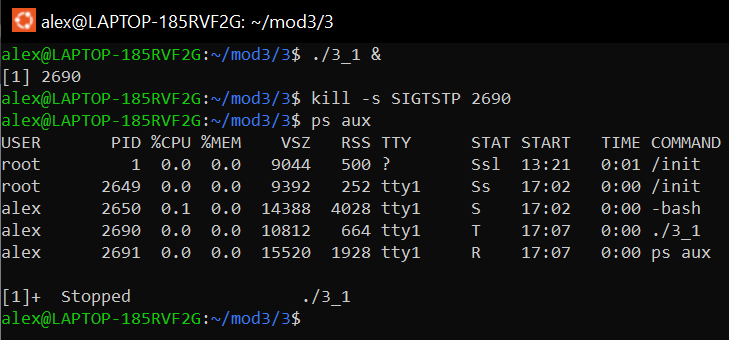 alex@LAPTOP-185RVF2G: ~/mod3/3
alex@LAPTOP-185RVF2G:~/mod3/3$ ./3_1 &
[1] 2690
alex@LAPTOP-185RVF2G:~/mod3/3$ kill -s SIGTSTP 2690
alex@LAPTOP-185RVF2G:~/mod3/3$ ps aux
USER       PID %CPU %MEM    VSZ   RSS TTY      STAT START   TIME COMMAND
root         1  0.0  0.0   9044   500 ?        Ssl  13:21   0:01 /init
root      2649  0.0  0.0   9392   252 tty1     Ss   17:02   0:00 /init
alex      2650  0.1  0.0  14388  4028 tty1     S    17:02   0:00 -bash
alex      2690  0.0  0.0  10812   664 tty1     T    17:07   0:00 ./3_1
alex      2691  0.0  0.0  15520  1928 tty1     R    17:07   0:00 ps aux
[1]+  Stopped                 ./3_1
alex@LAPTOP-185RVF2G:~/mod3/3$